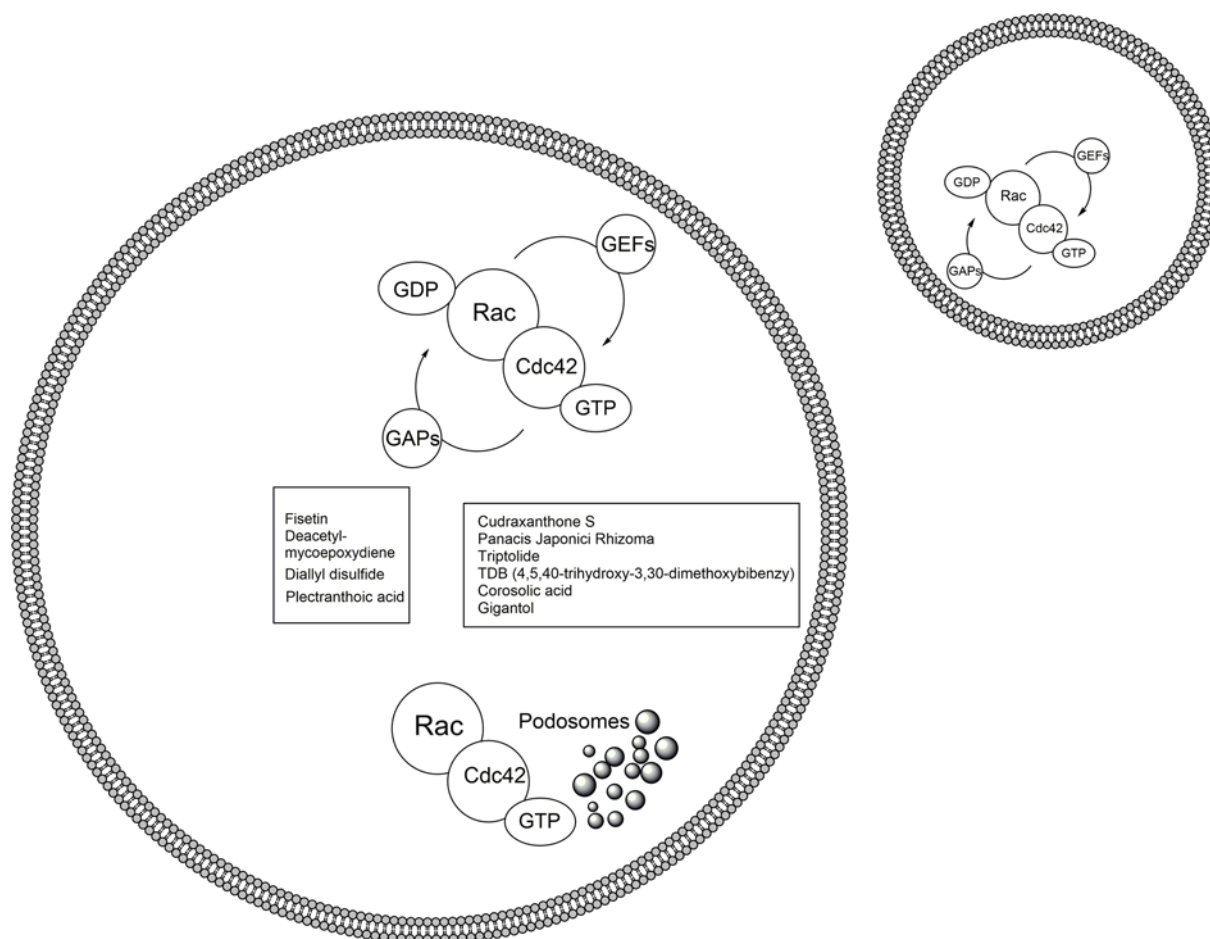 GEFs
GDP
Rac
Cdc42
GTP
GAPs
Fisetin
Deacetyl-
mycoepoxydiene
Diallyl disulfide
Plectranthoic acid
Cudraxanthone S
Panacis Japonici Rhizoma
Triptolide
TDB (4,5,40-trihydroxy-3,30-dimethoxybibenzy)
Corosolic acid
Gigantol
Rac
Podosomes
Cdc42
GTP
GEFs
GDP
Rac
Cdc42
GTP
GAPs